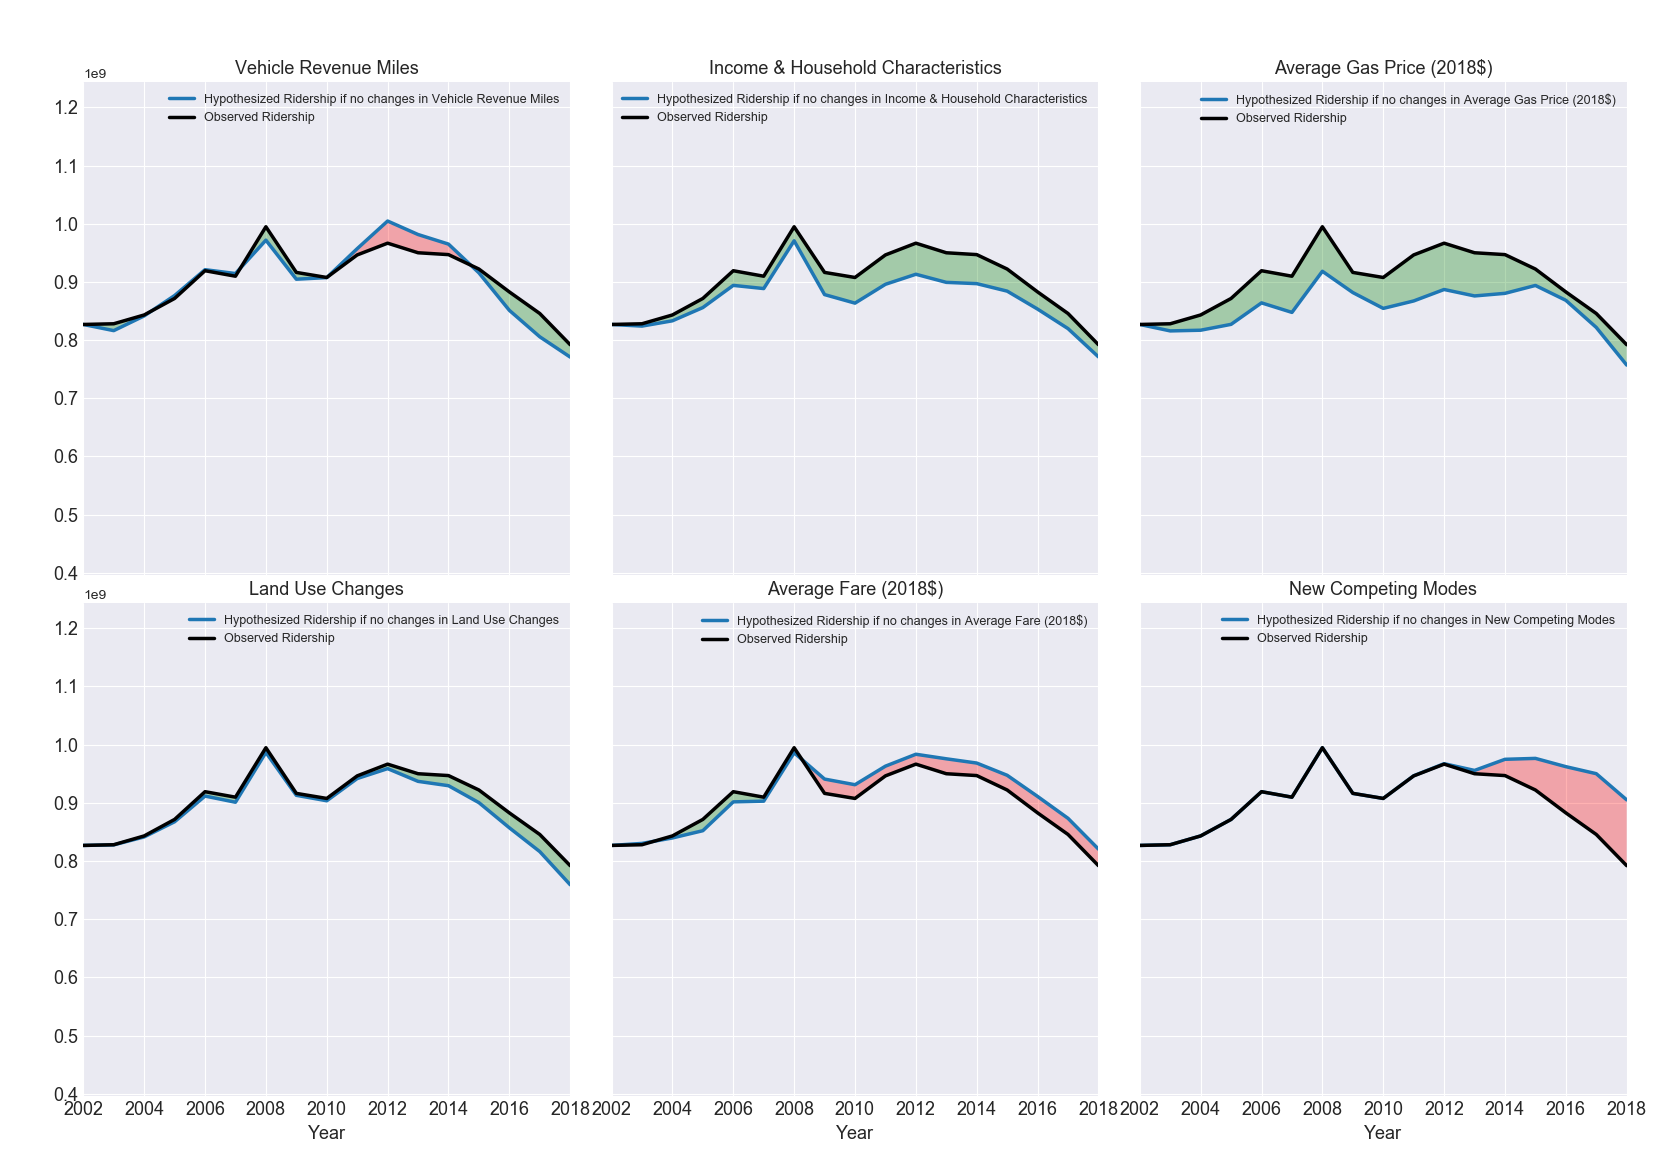 Vehicle Revenue Miles
1e9
Hypothesized Ridership if no changes in Vehicle Revenue Miles
Observed Ridership
1.2
1.1
1.0
0.9
0.8
0.7
0.6
0.5
0.4
Income & Household Characteristics
Hypothesized Ridership if no changes in Income & Household Characteristics
Observed Ridership
Average Gas Price (2018$)
Hypothesized Ridership if no changes in Average Gas Price (2018$)
Observed Ridership
Land Use Changes
1e9
Hypothesized Ridership if no changes in Land Use Changes
Observed Ridership
1.2
1.1
1.0
0.9
0.8
0.7
0.6
0.5
0.4
2002 2004 2006 2008 2010 2012 2014 2016 2018
Year
Average Fare (2018$)
Hypothesized Ridership if no changes in Average Fare (2018$)
Observed Ridership
2002 2004 2006 2008 2010 2012 2014 2016 2018
Year
New Competing Modes
Hypothesized Ridership if no changes in New Competing Modes
Observed Ridership
2002 2004 2006 2008 2010 2012 2014 2016 2018
Year